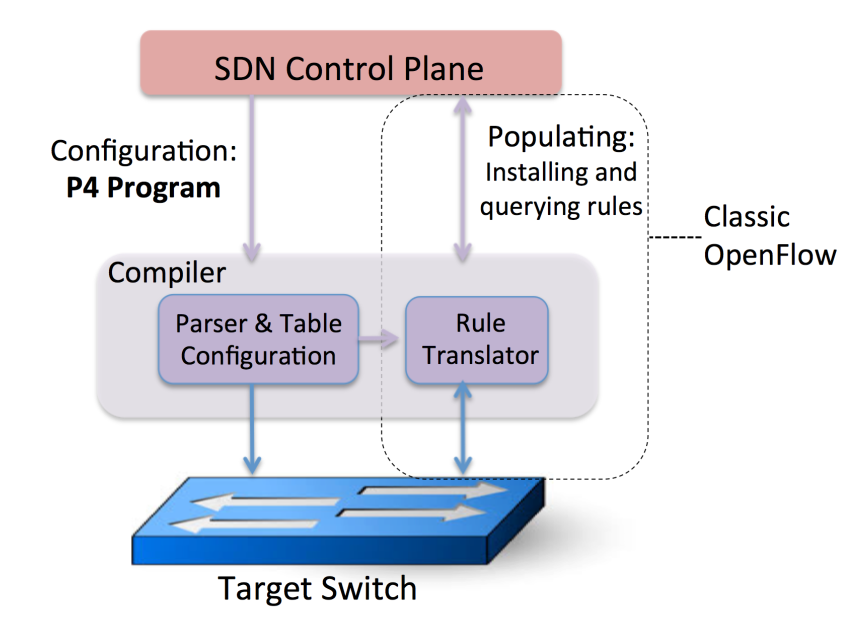 SDN Control Plane
Configuration:
P4 Program
Populating:
Installing and
querying rules
Classic
OpenFlow
Compiler
Parser & Table
Configuration
Rule
Translator
Target Switch